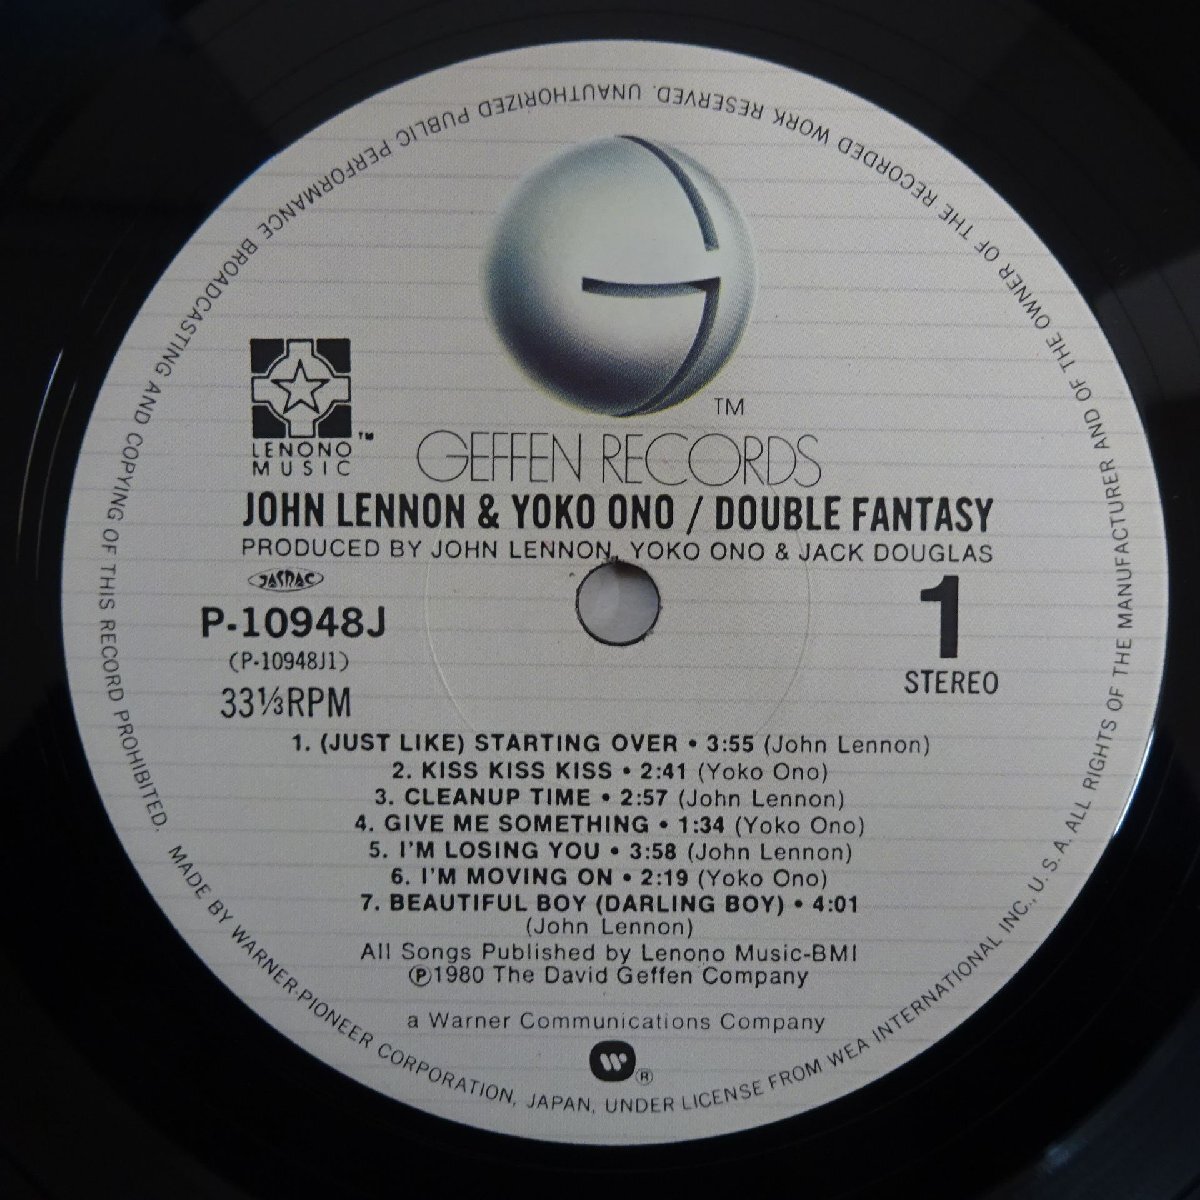 TM
LENONO™
MUSIC
GEFFEN RECORDS
JOHN LENNON & YOKO ONO / DOUBLE FANTASY
PRODUCED BY JOHN LENNON, YOKO ONO & JACK DOUGLAS
JASRAC
P-10948J
(P-10948J1)
33⅓RPM
1
STEREO
1. (JUST LIKE) STARTING OVER • 3:55 (John Lennon)
2. KISS KISS KISS • 2:41 (Yoko Ono)
3. CLEANUP TIME • 2:57 (John Lennon)
4. GIVE ME SOMETHING • 1:34 (Yoko Ono)
5. I'M LOSING YOU • 3:58 (John Lennon)
6. I'M MOVING ON • 2:19 (Yoko Ono)
7. BEAUTIFUL BOY (DARLING BOY) • 4:01
(John Lennon)
All Songs Published by Lenono Music-BMI
℗1980 The David Geffen Company
a Warner Communications Company
®
MADE BY WARNER-PIONEER CORPORATION, JAPAN, UNDER LICENSE FROM WEA INTERNATIONAL INC., U.S.A. ALL RIGHTS OF THE MANUFACTURER AND OF THE OWNER OF THE RECORDED WORK RESERVED. UNAUTHORIZED PUBLIC PERFORMANCE BROADCASTING AND COPYING OF THIS RECORD PROHIBITED.